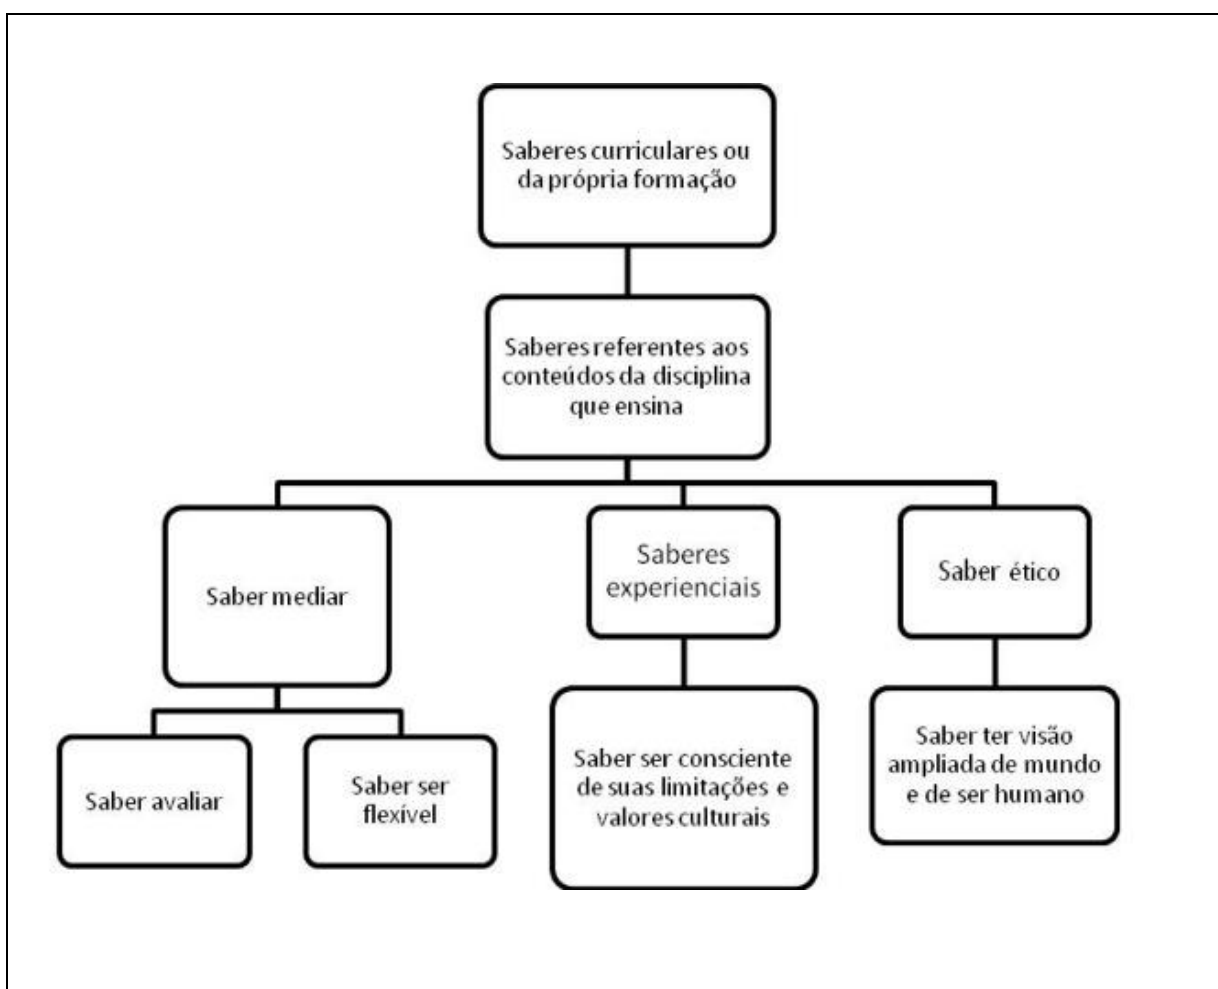 Saberes curriculares ou
da própria formação
Saberes referentes aos
conteúdos da disciplina
que ensina
Saber mediar
Saberes
experienciais
Saber ético
Saber avaliar
Saber ser
flexível
Saber ser consciente
de suas limitações e
valores culturais
Saber ter visão
ampliada de mundo
e de ser humano